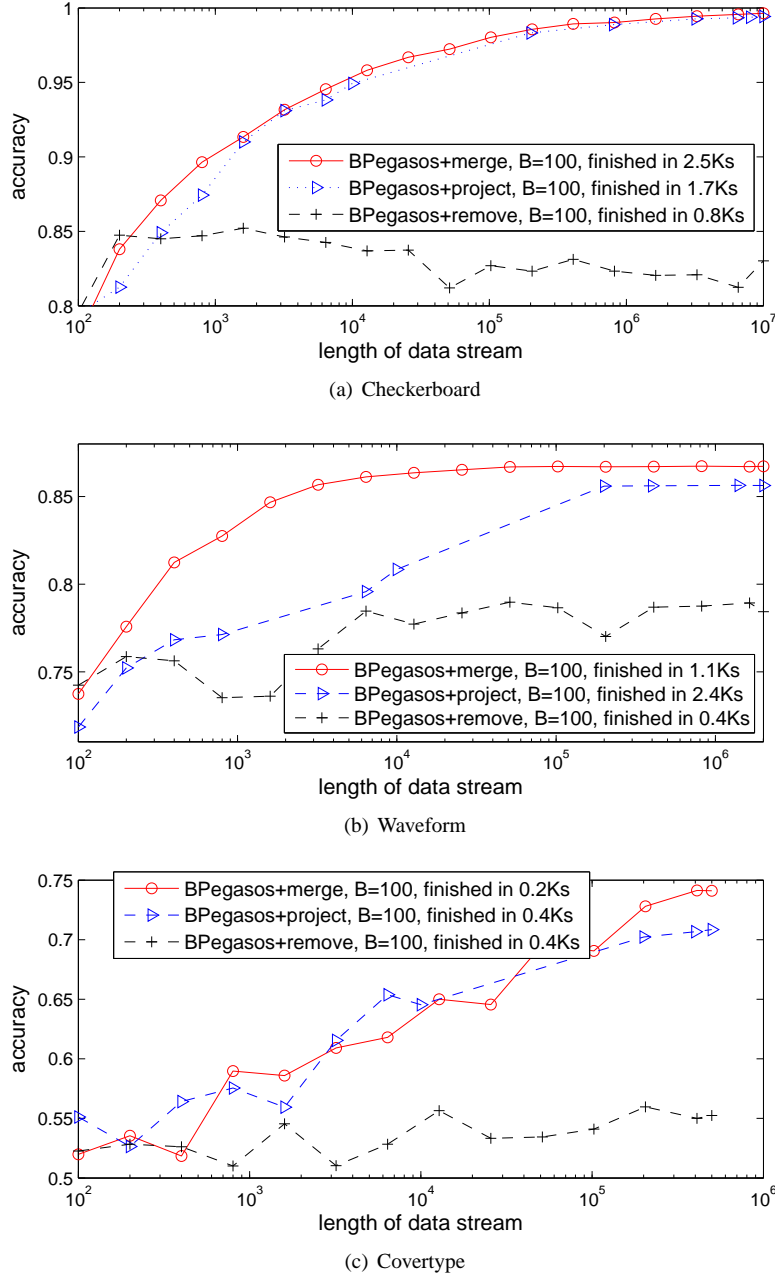 1
0.95
0.9
0.85
0.8
accuracy
BPegasos+merge, B=100, finished in 2.5Ks
BPegasos+project, B=100, finished in 1.7Ks
BPegasos+remove, B=100, finished in 0.8Ks
10^2 10^3 10^4 10^5 10^6 10^7
length of data stream
(a) Checkerboard
0.85
0.8
0.75
accuracy
BPegasos+merge, B=100, finished in 1.1Ks
BPegasos+project, B=100, finished in 2.4Ks
BPegasos+remove, B=100, finished in 0.4Ks
10^2 10^3 10^4 10^5 10^6
length of data stream
(b) Waveform
0.75
0.7
0.65
0.6
0.55
0.5
accuracy
BPegasos+merge, B=100, finished in 0.2Ks
BPegasos+project, B=100, finished in 0.4Ks
BPegasos+remove, B=100, finished in 0.4Ks
10^2 10^3 10^4 10^5 10^6
length of data stream
(c) Covertype